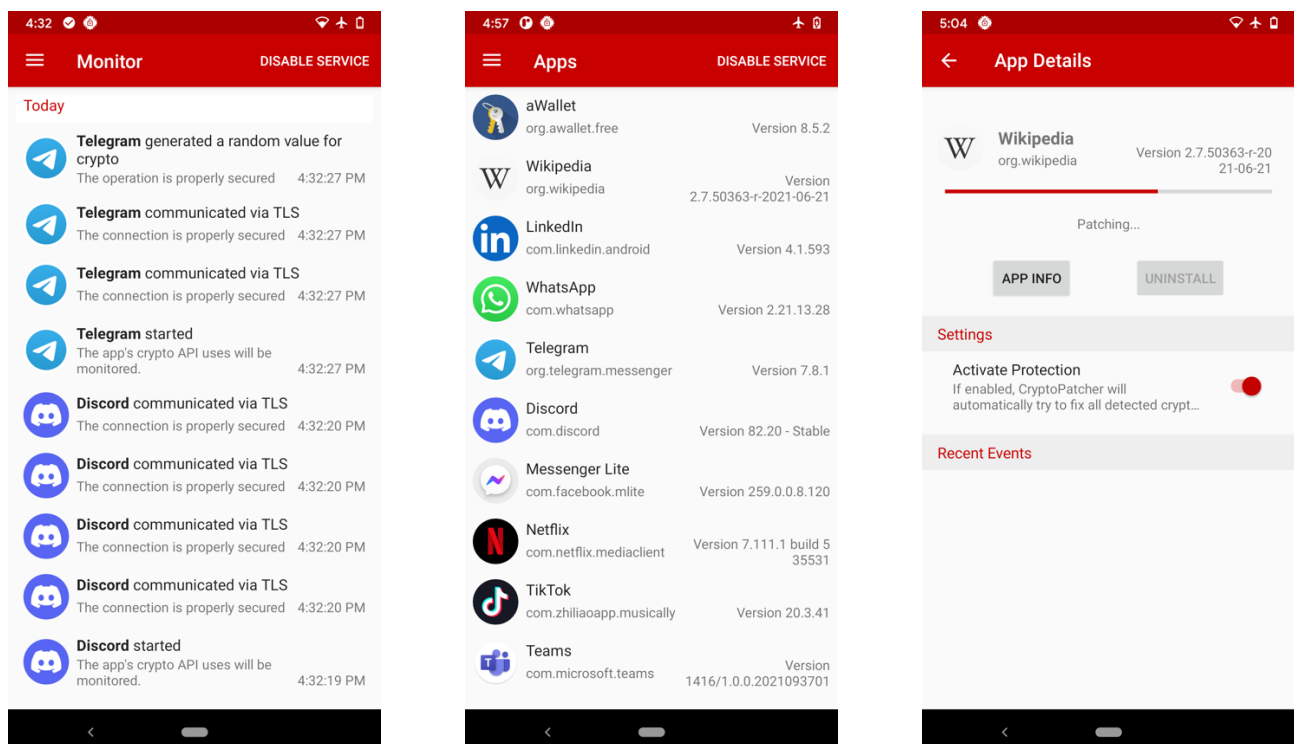 4:32
Monitor DISABLE SERVICE
Today
Telegram generated a random value for
crypto
The operation is properly secured 4:32:27 PM
Telegram communicated via TLS
The connection is properly secured 4:32:27 PM
Telegram communicated via TLS
The connection is properly secured 4:32:27 PM
Telegram started
The app's crypto API uses will be
monitored. 4:32:27 PM
Discord communicated via TLS
The connection is properly secured 4:32:20 PM
Discord communicated via TLS
The connection is properly secured 4:32:20 PM
Discord communicated via TLS
The connection is properly secured 4:32:20 PM
Discord communicated via TLS
The connection is properly secured 4:32:20 PM
Discord started
The app's crypto API uses will be
monitored. 4:32:19 PM
4:57
Apps DISABLE SERVICE
aWallet
org.awallet.free Version 8.5.2
W Wikipedia
org.wikipedia Version
2.7.50363-r-2021-06-21
in LinkedIn
com.linkedin.android Version 4.1.593
WhatsApp
com.whatsapp Version 2.21.13.28
Telegram
org.telegram.messenger Version 7.8.1
Discord
com.discord Version 82.20 - Stable
Messenger Lite
com.facebook.mlite Version 259.0.0.8.120
N Netflix
com.netflix.mediaclient Version 7.111.1 build 5
35531
TikTok
com.zhiliaoapp.musically Version 20.3.41
T Teams
com.microsoft.teams Version
1416/1.0.0.2021093701
5:04
App Details
W Wikipedia
org.wikipedia Version 2.7.50363-r-20
21-06-21
Patching...
APP INFO UNINSTALL
Settings
Activate Protection
If enabled, CryptoPatcher will
automatically try to fix all detected crypt...
Recent Events